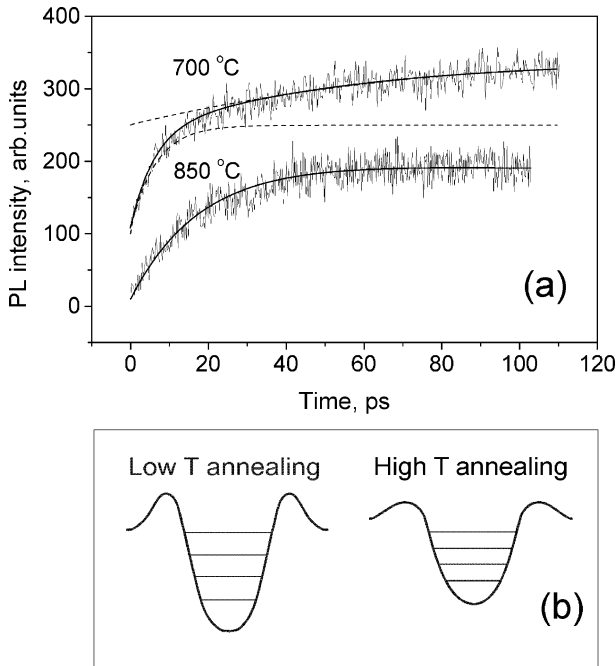 400
300
200
100
0
PL intensity, arb.units
700 °C
850 °C
(a)
0 20 40 60 80 100 120
Time, ps
Low T annealing
High T annealing
(b)